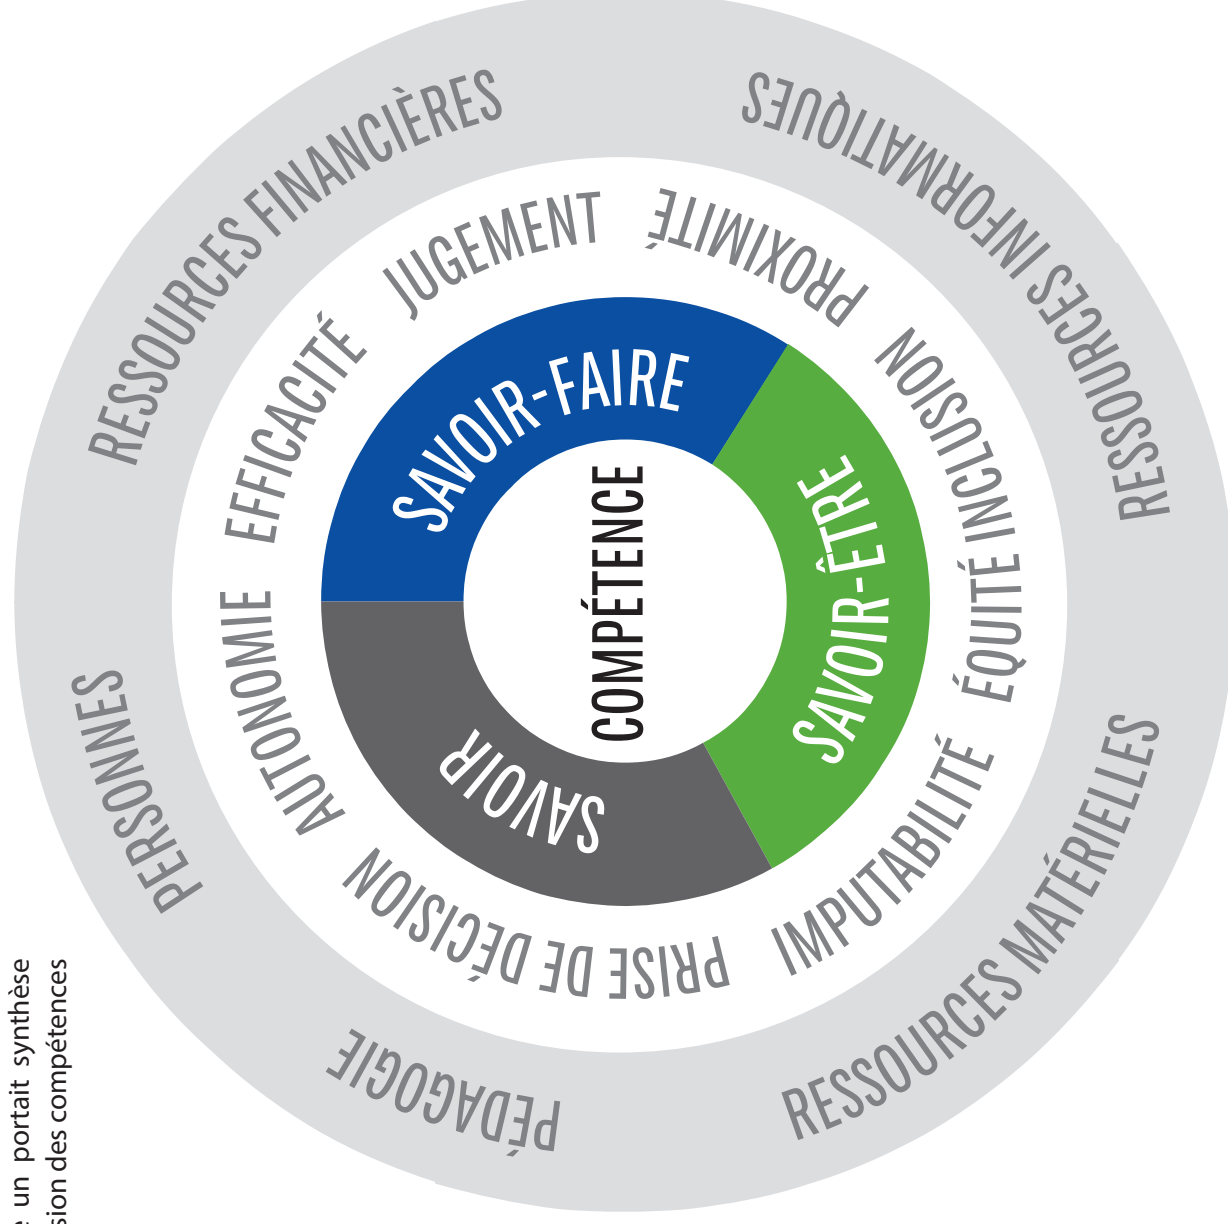 e un portait synthèse
sion des compétences
COMPÉTENCE
SAVOIR
SAVOIR-FAIRE
SAVOIR-ÊTRE
AUTONOMIE
EFFICACITÉ
JUGEMENT
PROXIMITÉ
INCLUSION
ÉQUITÉ
IMPUTABILITÉ
PRISE DE DÉCISION
PERSONNES
RESSOURCES FINANCIÈRES
RESSOURCES INFORMATIQUES
RESSOURCES MATÉRIELLES
PÉDAGOGIE